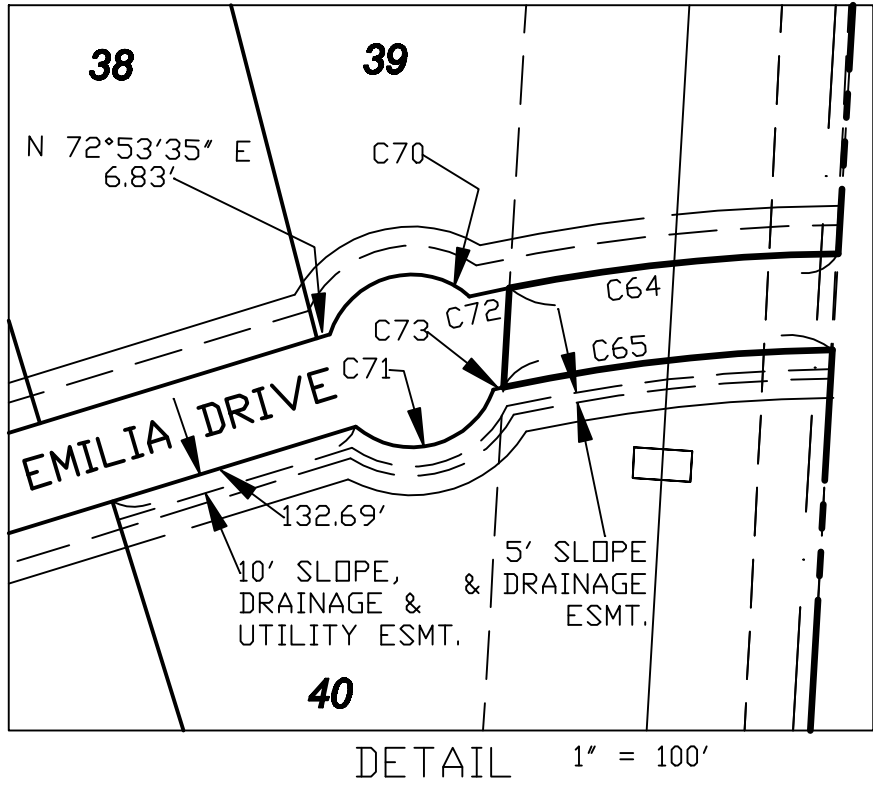 38
39
N 72°53'35" E
6.83'
C70
C64
C72
C73
C65
C71
EMILIA DRIVE
132.69'
10' SLOPE,
DRAINAGE &
UTILITY ESMT.
5' SLOPE
& DRAINAGE
ESMT.
40
DETAIL 1" = 100'